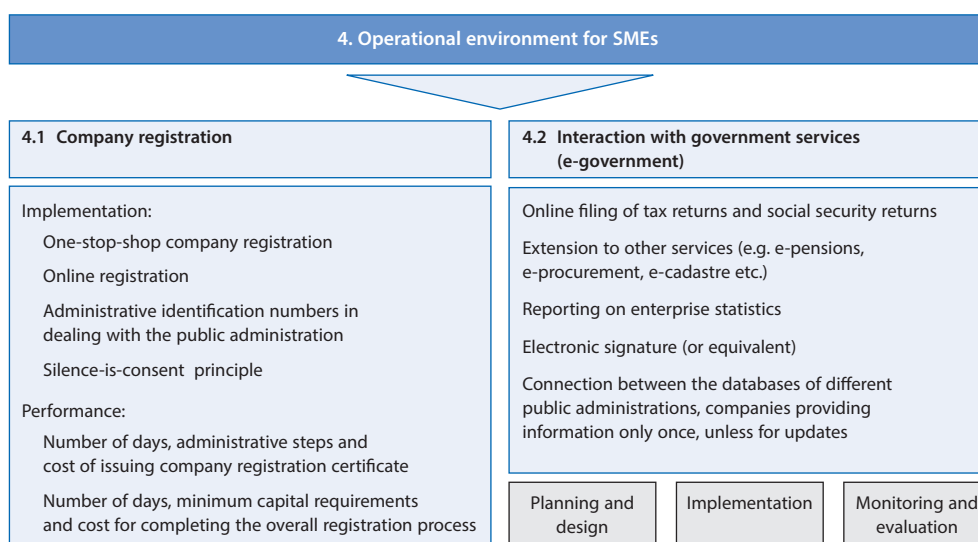 4. Operational environment for SMEs
4.1 Company registration
Implementation:
One-stop-shop company registration
Online registration
Administrative identification numbers in
dealing with the public administration
Silence-is-consent principle
Performance:
Number of days, administrative steps and
cost of issuing company registration certificate
Number of days, minimum capital requirements
and cost for completing the overall registration process
4.2 Interaction with government services
(e-government)
Online filing of tax returns and social security returns
Extension to other services (e.g. e-pensions,
e-procurement, e-cadastre etc.)
Reporting on enterprise statistics
Electronic signature (or equivalent)
Connection between the databases of different
public administrations, companies providing
information only once, unless for updates
Planning and
design
Implementation
Monitoring and
evaluation